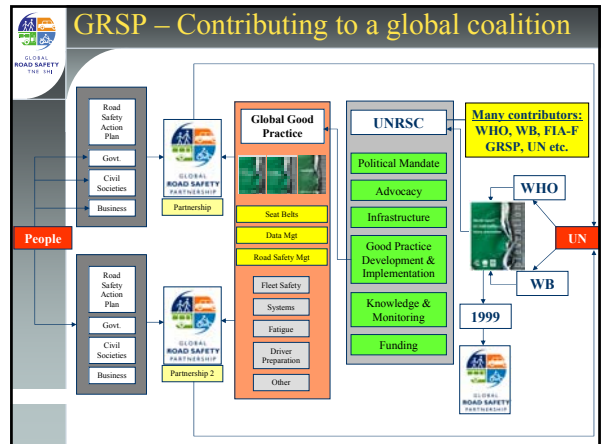 GRSP – Contributing to a global coalition
GLOBAL
ROAD SAFETY
Road
Safety
Action
Plan
Govt.
Civil
Societies
Business
GLOBAL
ROAD SAFETY
PARTNERSHIP
Partnership
Global Good
Practice
Seat Belts
Data Mgt
Road Safety Mgt
Fleet Safety
Systems
Fatigue
Driver
Preparation
Other
UNRSC
Political Mandate
Advocacy
Infrastructure
Good Practice
Development &
Implementation
Knowledge &
Monitoring
Funding
Many contributors:
WHO, WB, FIA-F
GRSP, UN etc.
WHO
UN
WB
1999
GLOBAL
ROAD SAFETY
PARTNERSHIP
People
Road
Safety
Action
Plan
Govt.
Civil
Societies
Business
GLOBAL
ROAD SAFETY
PARTNERSHIP
Partnership 2